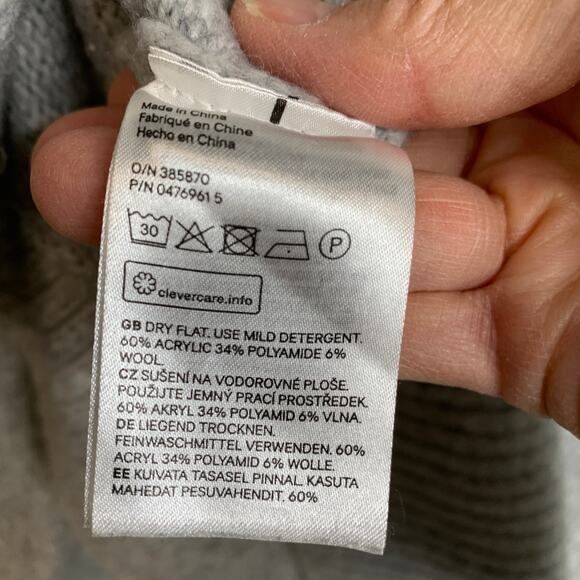 Made in China
Fabriqué en Chine
Hecho en China
O/N 385870
P/N 0476961 5
30
P
clevercare.info
GB DRY FLAT. USE MILD DETERGENT.
60% ACRYLIC 34% POLYAMIDE 6%
WOOL.
CZ SUŠENÍ NA VODOROVNÉ PLOŠE.
POUŽIJTE JEMNÝ PRACÍ PROSTŘEDEK.
60% AKRYL 34% POLYAMID 6% VLNA.
DE LIEGEND TROCKNEN.
FEINWASCHMITTEL VERWENDEN. 60%
ACRYL 34% POLYAMID 6% WOLLE.
EE KUIVATA TASASEL PINNAL. KASUTA
MAHEDAT PESUVAHENDIT. 60%